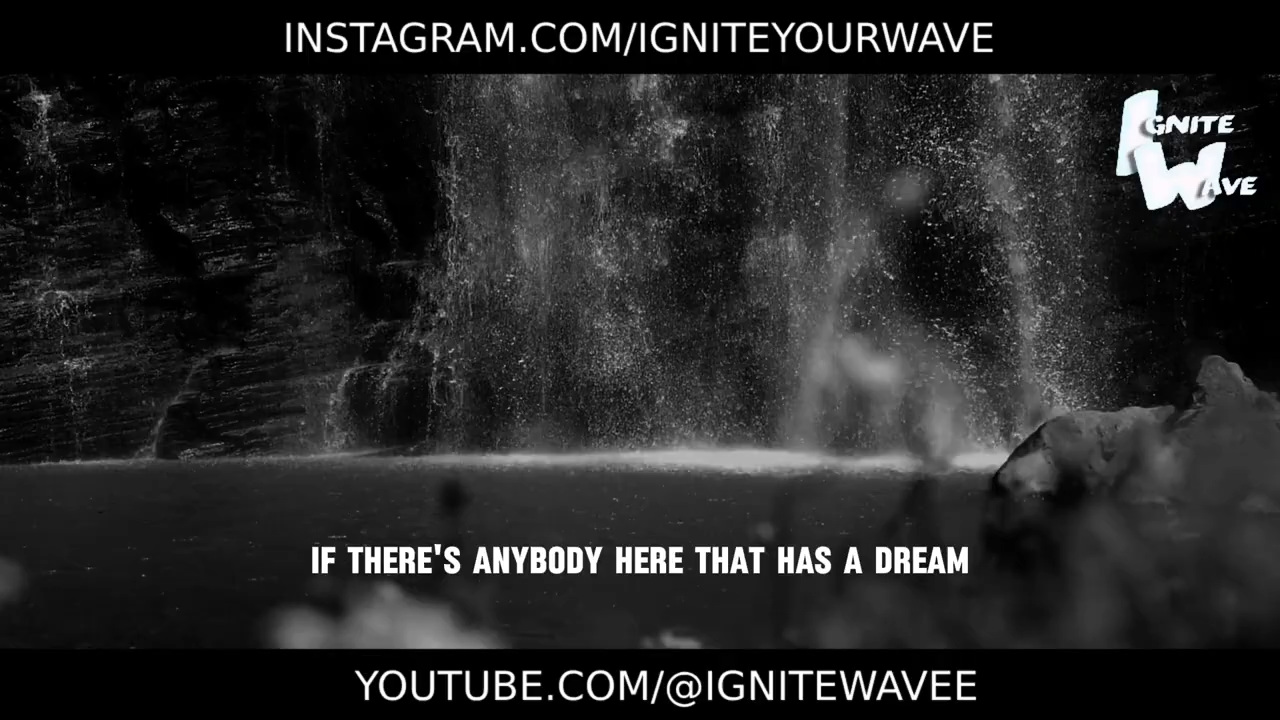 INSTAGRAM.COM/IGNITEYOURWAVE
IGNITE
WAVE
IF THERE'S ANYBODY HERE THAT HAS A DREAM
YOUTUBE.COM/@IGNITEWAVEE